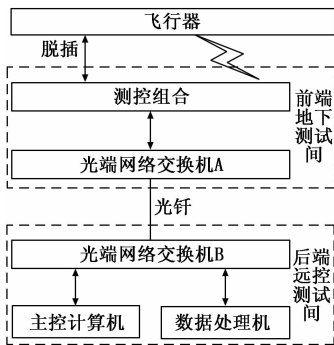 飞行器
脱插
测控组合
前端
地下
测试
间
光端网络交换机A
光钎
光端网络交换机B
后端
远控
测试
间
主控计算机
数据处理机